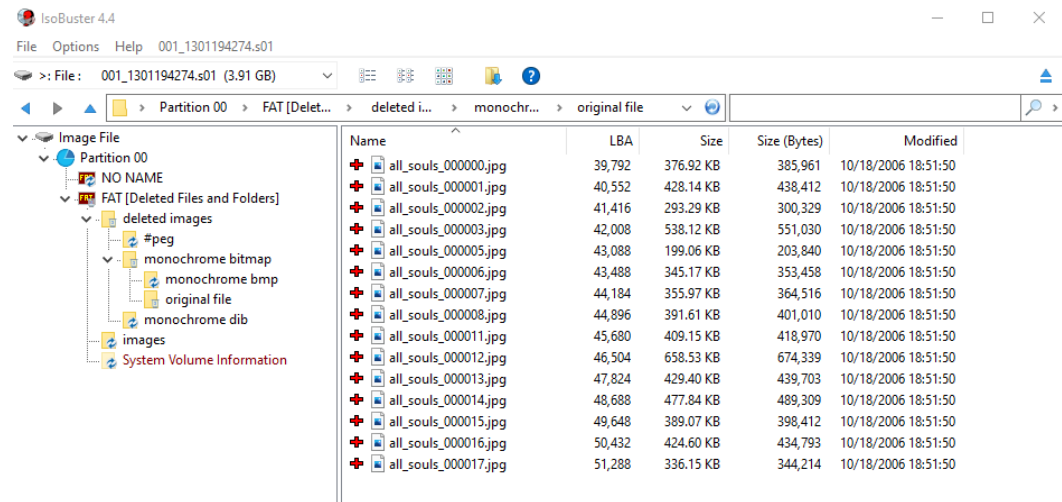 IsoBuster 4.4
File Options Help 001_1301194274.s01
>: File : 001_1301194274.s01 (3.91 GB)
Partition 00 > FAT [Delet... > deleted i... > monochr... > original file
Image File
Partition 00
NO NAME
FAT [Deleted Files and Folders]
deleted images
#peg
monochrome bitmap
monochrome bmp
original file
monochrome dib
images
System Volume Information
Name LBA Size Size (Bytes) Modified
all_souls_000000.jpg 39,792 376.92 KB 385,961 10/18/2006 18:51:50
all_souls_000001.jpg 40,552 428.14 KB 438,412 10/18/2006 18:51:50
all_souls_000002.jpg 41,416 293.29 KB 300,329 10/18/2006 18:51:50
all_souls_000003.jpg 42,008 538.12 KB 551,030 10/18/2006 18:51:50
all_souls_000005.jpg 43,088 199.06 KB 203,840 10/18/2006 18:51:50
all_souls_000006.jpg 43,488 345.17 KB 353,458 10/18/2006 18:51:50
all_souls_000007.jpg 44,184 355.97 KB 364,516 10/18/2006 18:51:50
all_souls_000008.jpg 44,896 391.61 KB 401,010 10/18/2006 18:51:50
all_souls_000011.jpg 45,680 409.15 KB 418,970 10/18/2006 18:51:50
all_souls_000012.jpg 46,504 658.53 KB 674,339 10/18/2006 18:51:50
all_souls_000013.jpg 47,824 429.40 KB 439,703 10/18/2006 18:51:50
all_souls_000014.jpg 48,688 477.84 KB 489,309 10/18/2006 18:51:50
all_souls_000015.jpg 49,648 389.07 KB 398,412 10/18/2006 18:51:50
all_souls_000016.jpg 50,432 424.60 KB 434,793 10/18/2006 18:51:50
all_souls_000017.jpg 51,288 336.15 KB 344,214 10/18/2006 18:51:50